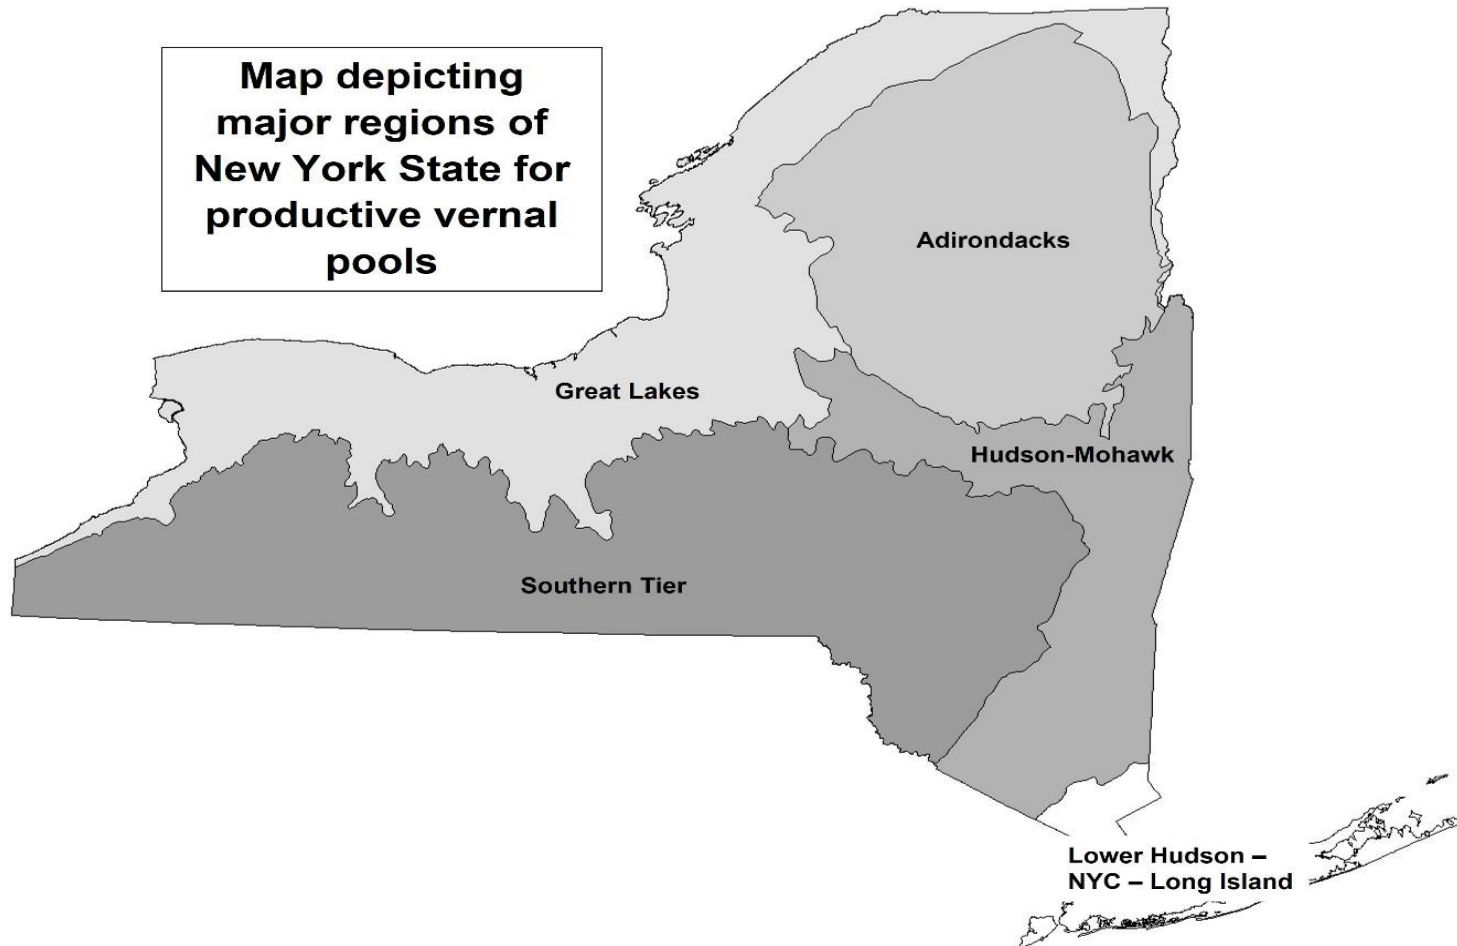 Map depicting
major regions of
New York State for
productive vernal
pools
Adirondacks
Great Lakes
Hudson-Mohawk
Southern Tier
Lower Hudson –
NYC – Long Island